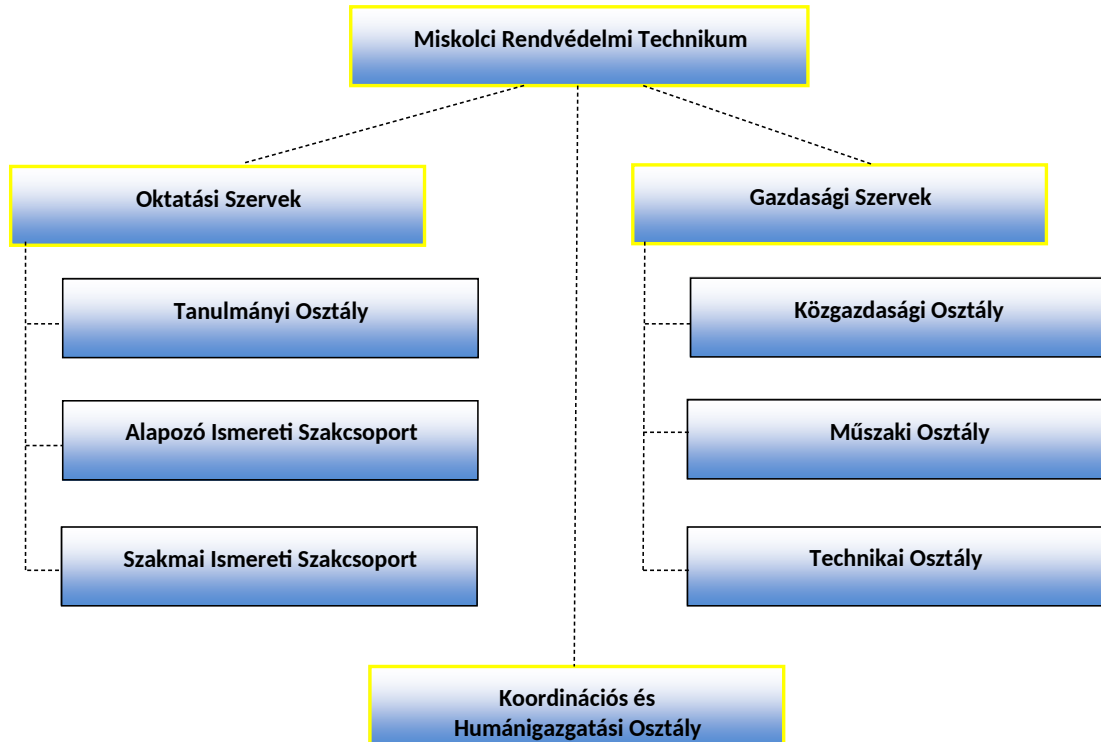 Miskolci Rendvédelmi Technikum
Oktatási Szervek
Gazdasági Szervek
Tanulmányi Osztály
Közgazdasági Osztály
Alapozó Ismereti Szakcsoport
Műszaki Osztály
Szakmai Ismereti Szakcsoport
Technikai Osztály
Koordinációs és
Humánigazgatási Osztály